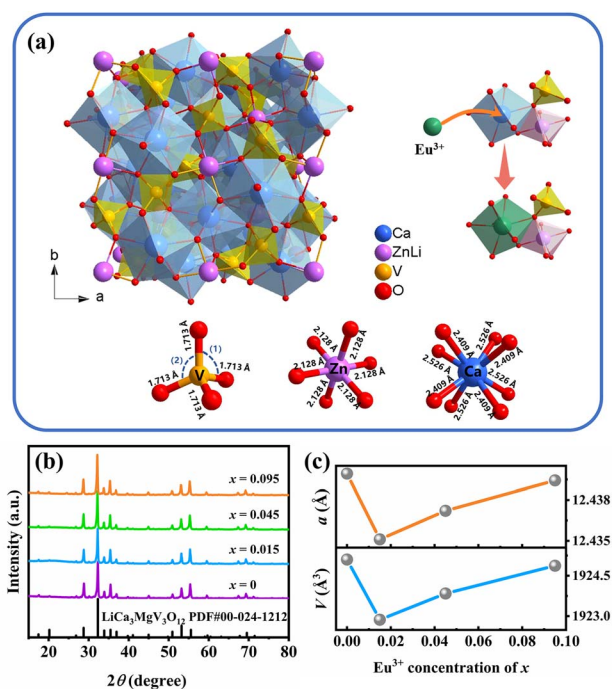 (a)
Eu³⁺
Ca
ZnLi
V
O
b
a
1.713 Å
(2)
(1)
1.713 Å
V
1.713 Å
1.713 Å
2.128 Å
2.128 Å
2.128 Å
Zn
2.128 Å
2.128 Å
2.128 Å
2.409 Å
2.526 Å
2.526 Å
2.409 Å
Ca
2.409 Å
2.526 Å
2.526 Å
2.409 Å
(b)
Intensity (a.u.)
x = 0.095
x = 0.045
x = 0.015
x = 0
LiCa₃MgV₃O₁₂ PDF#00-024-1212
20 30 40 50 60 70 80
2θ (degree)
(c)
a (Å)
12.438
12.435
V (Å³)
1924.5
1923.0
0.00 0.02 0.04 0.06 0.08 0.10
Eu³⁺ concentration of x